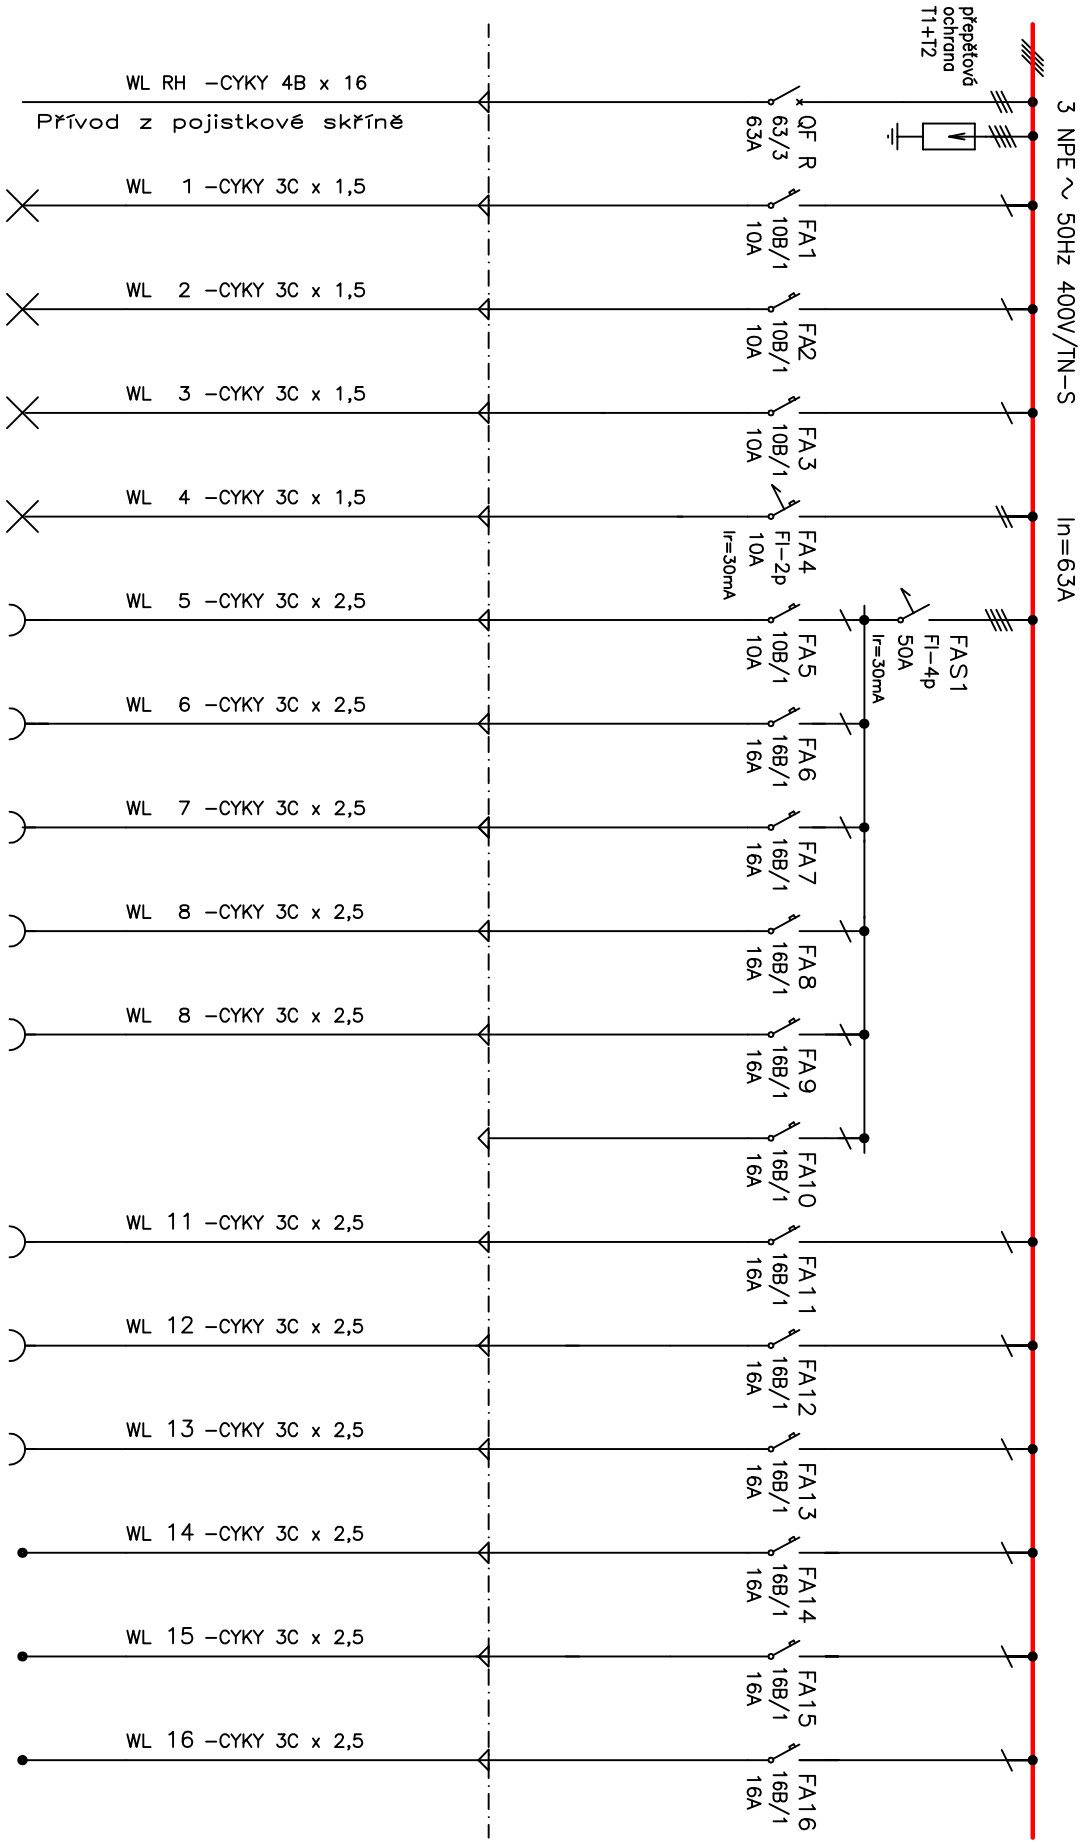 přepěťová
ochrana
T1+T2
3 NPE ~ 50Hz 400V/TN-S
In=63A
WL RH -CYKY 4B x 16
Přívod z pojistkové skříně
QF R
63/3
63A
WL 1 -CYKY 3C x 1,5
FA1
10B/1
10A
WL 2 -CYKY 3C x 1,5
FA2
10B/1
10A
WL 3 -CYKY 3C x 1,5
FA3
10B/1
10A
WL 4 -CYKY 3C x 1,5
FA4
FI-2p
10A
Ir=30mA
FAS1
FI-4p
50A
Ir=30mA
WL 5 -CYKY 3C x 2,5
FA5
10B/1
10A
WL 6 -CYKY 3C x 2,5
FA6
16B/1
16A
WL 7 -CYKY 3C x 2,5
FA7
16B/1
16A
WL 8 -CYKY 3C x 2,5
FA8
16B/1
16A
WL 8 -CYKY 3C x 2,5
FA9
16B/1
16A
FA10
16B/1
16A
WL 11 -CYKY 3C x 2,5
FA11
16B/1
16A
WL 12 -CYKY 3C x 2,5
FA12
16B/1
16A
WL 13 -CYKY 3C x 2,5
FA13
16B/1
16A
WL 14 -CYKY 3C x 2,5
FA14
16B/1
16A
WL 15 -CYKY 3C x 2,5
FA15
16B/1
16A
WL 16 -CYKY 3C x 2,5
FA16
16B/1
16A